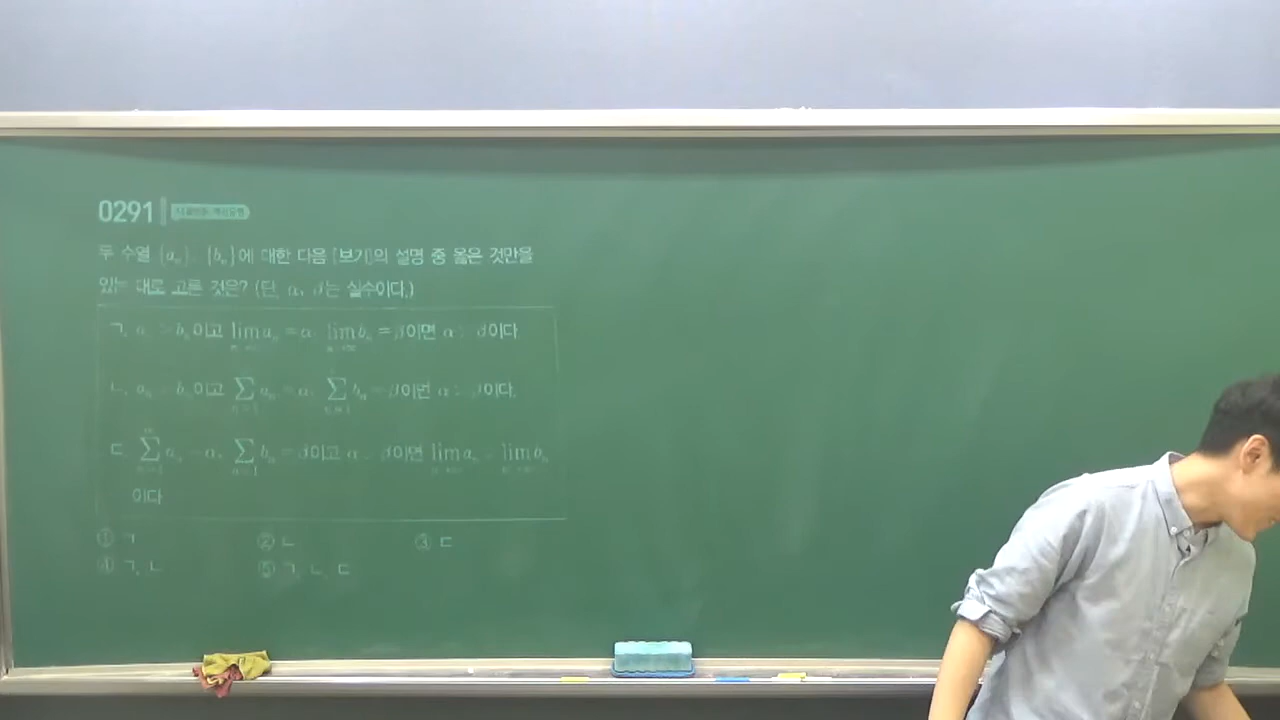 0291
두 수열 {aₙ}, {bₙ}에 대한 다음 [보기]의 설명 중 옳은 것만을
있는 대로 고른 것은? (단, α, β는 실수이다.)
ㄱ. aₙ bₙ이고 lim aₙ = α, lim bₙ = β이면 α β이다.
ㄴ. aₙ bₙ이고 ∑ aₙ = α, ∑ bₙ = β이면 α β이다.
ㄷ. ∑ aₙ = α, ∑ bₙ = β이고 α β이면 lim aₙ lim bₙ
이다
① ㄱ ② ㄴ ③ ㄷ
④ ㄱ, ㄴ ⑤ ㄱ, ㄴ, ㄷ